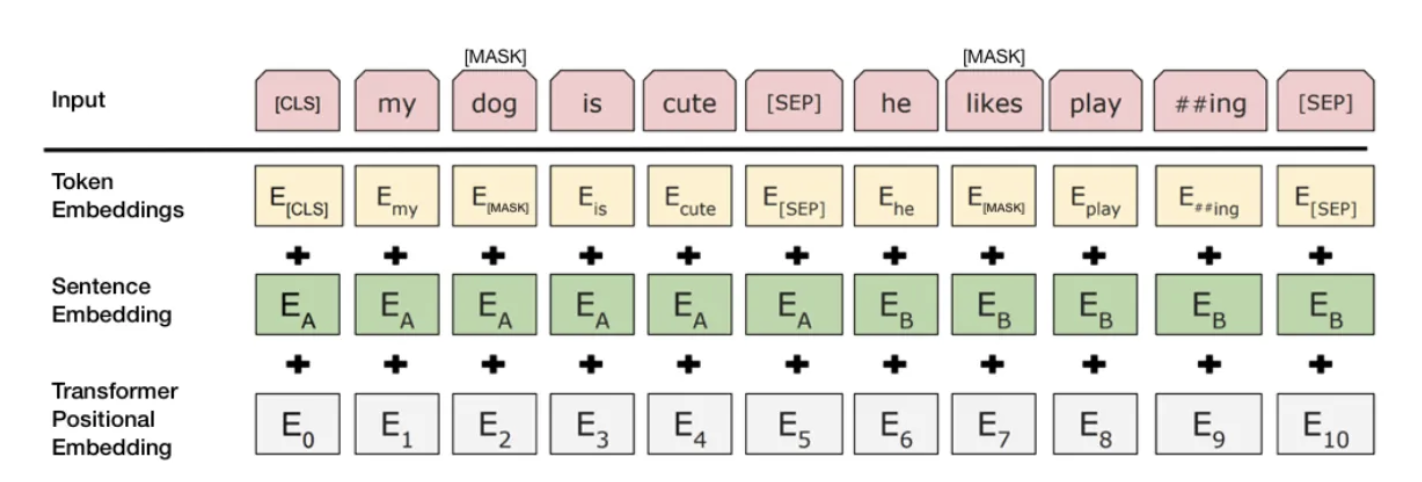 [MASK] [MASK]
Input [CLS] my dog is cute [SEP] he likes play ##ing [SEP]
Token
Embeddings
E[CLS] Emy E[MASK] Eis Ecute E[SEP] Ehe E[MASK] Eplay E##ing E[SEP]
+ + + + + + + + + + +
Sentence
Embedding
EA EA EA EA EA EA EB EB EB EB EB
+ + + + + + + + + + +
Transformer
Positional
Embedding
E0 E1 E2 E3 E4 E5 E6 E7 E8 E9 E10